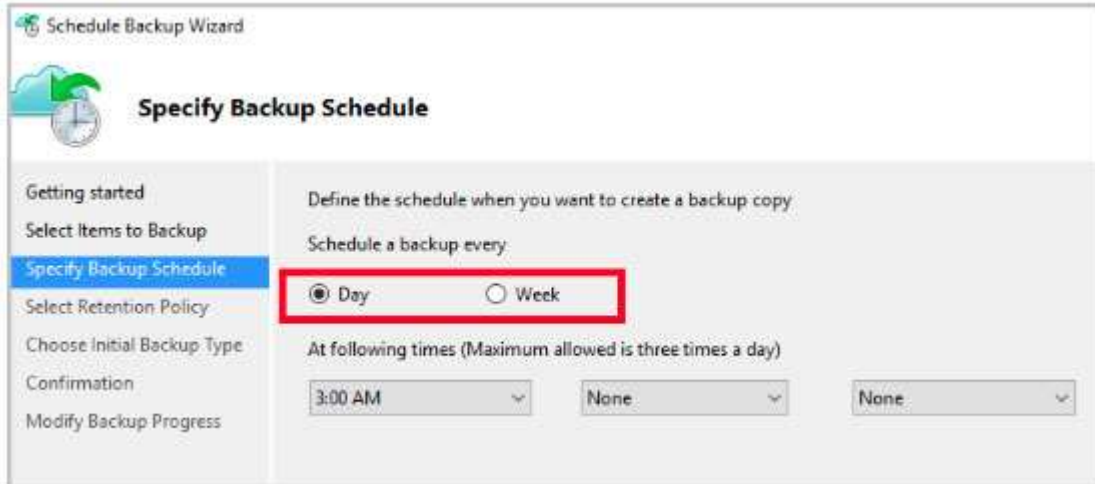 Schedule Backup Wizard
Specify Backup Schedule
Getting started
Select Items to Backup
Specify Backup Schedule
Select Retention Policy
Choose Initial Backup Type
Confirmation
Modify Backup Progress
Define the schedule when you want to create a backup copy
Schedule a backup every
Day Week
At following times (Maximum allowed is three times a day)
3:00 AM None None